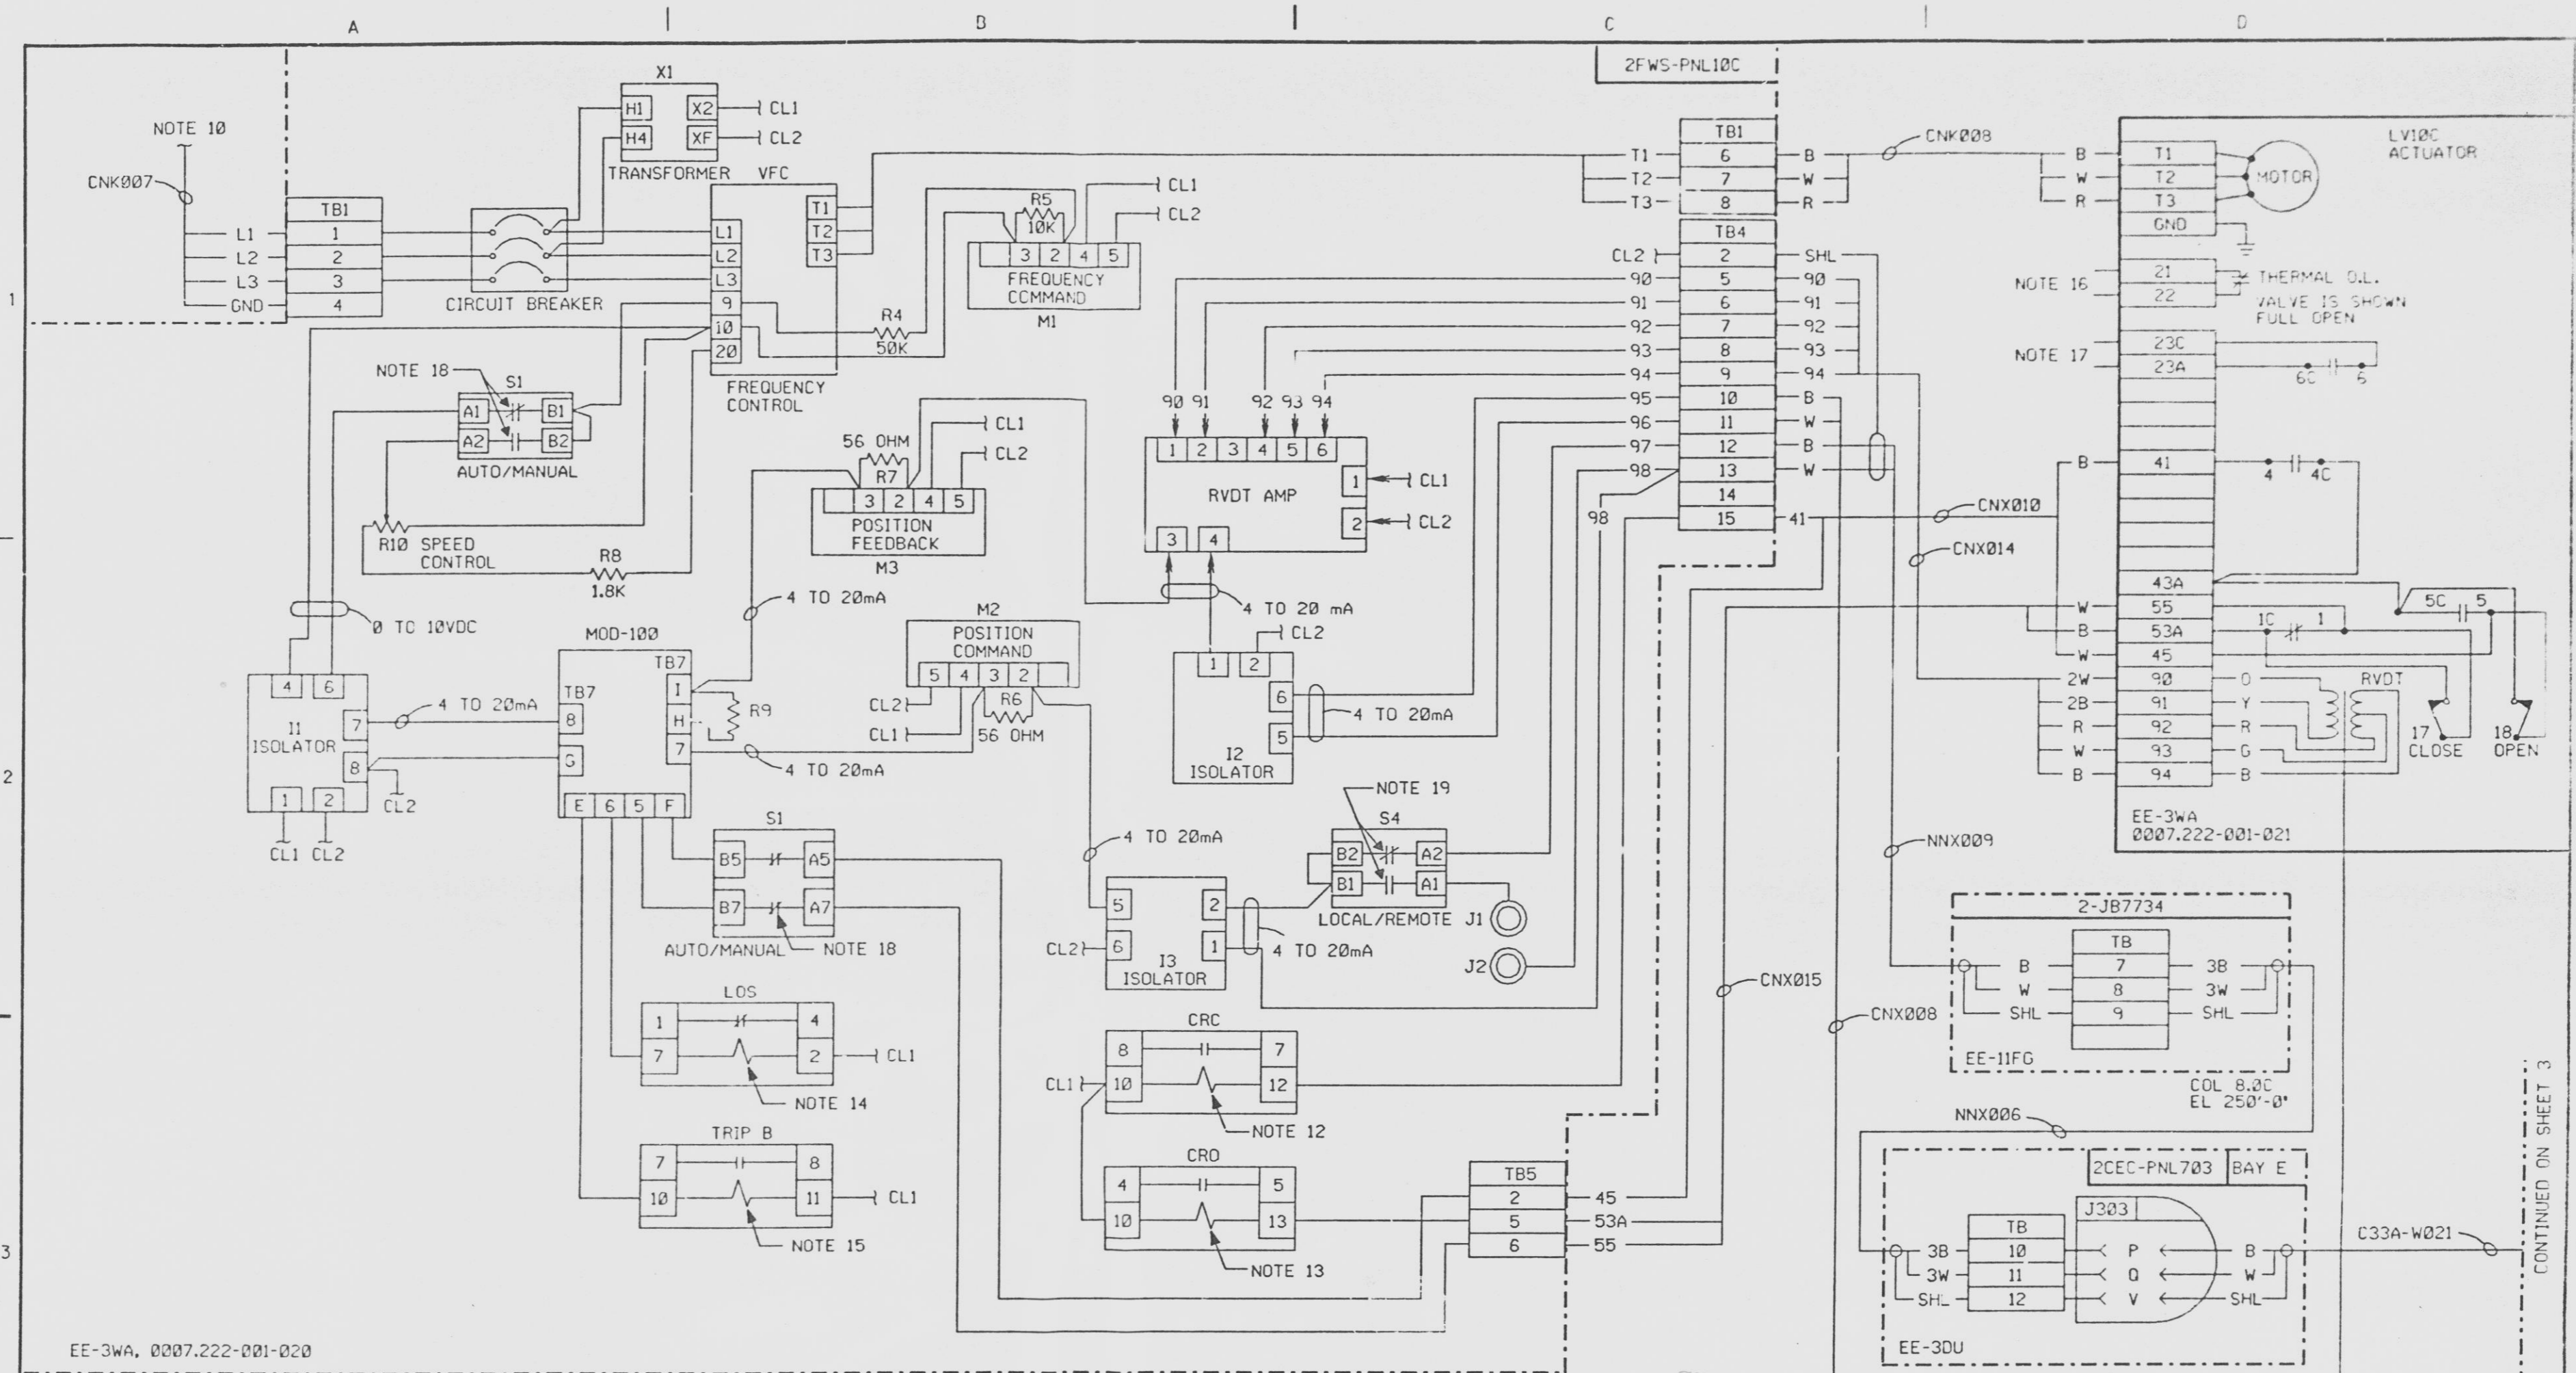 A
B
C
D
1
2
3
2FWS-PNL10C
NOTE 10
CNK007
L1
L2
L3
GND
TB1
1
2
3
4
CIRCUIT BREAKER
X1
H1
X2
CL1
H4
XF
CL2
TRANSFORMER
VFC
T1
T2
T3
L1
L2
L3
9
10
20
FREQUENCY
CONTROL
R4
50K
R5
10K
CL1
CL2
3 2 4 5
FREQUENCY
COMMAND
M1
NOTE 18
S1
A1
B1
A2
B2
AUTO/MANUAL
R10 SPEED
CONTROL
R8
1.8K
0 TO 10VDC
56 OHM
R7
CL1
CL2
3 2 4 5
POSITION
FEEDBACK
M3
4 TO 20mA
M2
POSITION
COMMAND
5 4 3 2
CL2
CL1
R6
56 OHM
4 TO 20mA
90 91 92 93 94
1 2 3 4 5 6
RVDT AMP
1
CL1
2
CL2
3 4
4 TO 20 mA
CL2
1 2
6
5
I2
ISOLATOR
4 TO 20mA
4 6
7
8
I1
ISOLATOR
1 2
CL1 CL2
CL2
4 TO 20mA
MOD-100
TB7
TB7
8
G
I
H
7
R9
E 6 5 F
S1
B5
A5
B7
A7
AUTO/MANUAL
NOTE 18
4 TO 20mA
NOTE 19
S4
B2
A2
B1
A1
LOCAL/REMOTE
J1
J2
5
2
6
1
CL2
I3
ISOLATOR
4 TO 20mA
LOS
1
4
7
2
CL1
NOTE 14
TRIP B
7
8
10
11
CL1
NOTE 15
CRC
8
7
CL1
10
12
NOTE 12
CRO
4
5
10
13
NOTE 13
TB5
2
45
5
53A
6
55
EE-3WA, 0007.222-001-020
TB1
T1 6 B
T2 7 W
T3 8 R
TB4
CL2 2 SHL
90 5 90
91 6 91
92 7 92
93 8 93
94 9 94
95 10 B
96 11 W
97 12 B
98 13 W
14
98
15 41
CNK008
CNX010
CNX014
CNX015
CNX008
NNX009
NNX006
LV10C
ACTUATOR
B T1
W T2
R T3
GND
MOTOR
NOTE 16
21
22
THERMAL O.L.
VALVE IS SHOWN
FULL OPEN
NOTE 17
23C
23A
6C 6
B 41
4 4C
43A
W 55
B 53A
W 45
5C 5
1C 1
2W 90 O
2B 91 Y
R 92 R
W 93 G
B 94 B
RVDT
17
CLOSE
18
OPEN
EE-3WA
0007.222-001-021
2-JB7734
TB
B 7 3B
W 8 3W
SHL 9 SHL
EE-11FG
COL 8.0C
EL 250'-0"
2CEC-PNL703
BAY E
J303
TB
3B 10 P B
3W 11 Q W
SHL 12 V SHL
EE-3DU
C33A-W021
CONTINUED ON SHEET 3